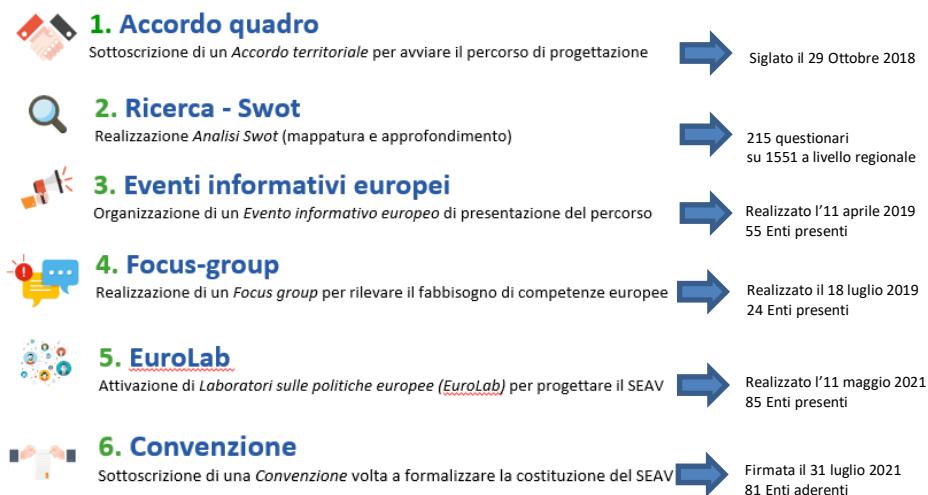 1. Accordo quadro
Sottoscrizione di un Accordo territoriale per avviare il percorso di progettazione
Siglato il 29 Ottobre 2018
2. Ricerca - Swot
Realizzazione Analisi Swot (mappatura e approfondimento)
215 questionari
su 1551 a livello regionale
3. Eventi informativi europei
Organizzazione di un Evento informativo europeo di presentazione del percorso
Realizzato l’11 aprile 2019
55 Enti presenti
4. Focus-group
Realizzazione di un Focus group per rilevare il fabbisogno di competenze europee
Realizzato il 18 luglio 2019
24 Enti presenti
5. EuroLab
Attivazione di Laboratori sulle politiche europee (EuroLab) per progettare il SEAV
Realizzato l’11 maggio 2021
85 Enti presenti
6. Convenzione
Sottoscrizione di una Convenzione volta a formalizzare la costituzione del SEAV
Firmata il 31 luglio 2021
81 Enti aderenti